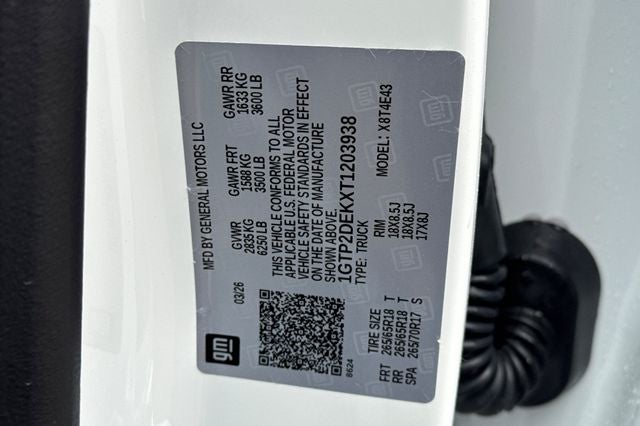 MFD BY GENERAL MOTORS LLC
03/26
GVWR
2835 KG
6250 LB
GAWR FRT
1588 KG
3500 LB
GAWR RR
1633 KG
3600 LB
THIS VEHICLE CONFORMS TO ALL
APPLICABLE U.S. FEDERAL MOTOR
VEHICLE SAFETY STANDARDS IN EFFECT
ON THE DATE OF MANUFACTURE
SHOWN ABOVE.
1GTP2DEKXT1203938
TYPE: TRUCK
MODEL: X8T4E43
gm
8624
TIRE SIZE RIM
FRT 265/65R18 T 18X8.5J
RR 265/65R18 T 18X8.5J
SPA 265/70R17 S 17X8J